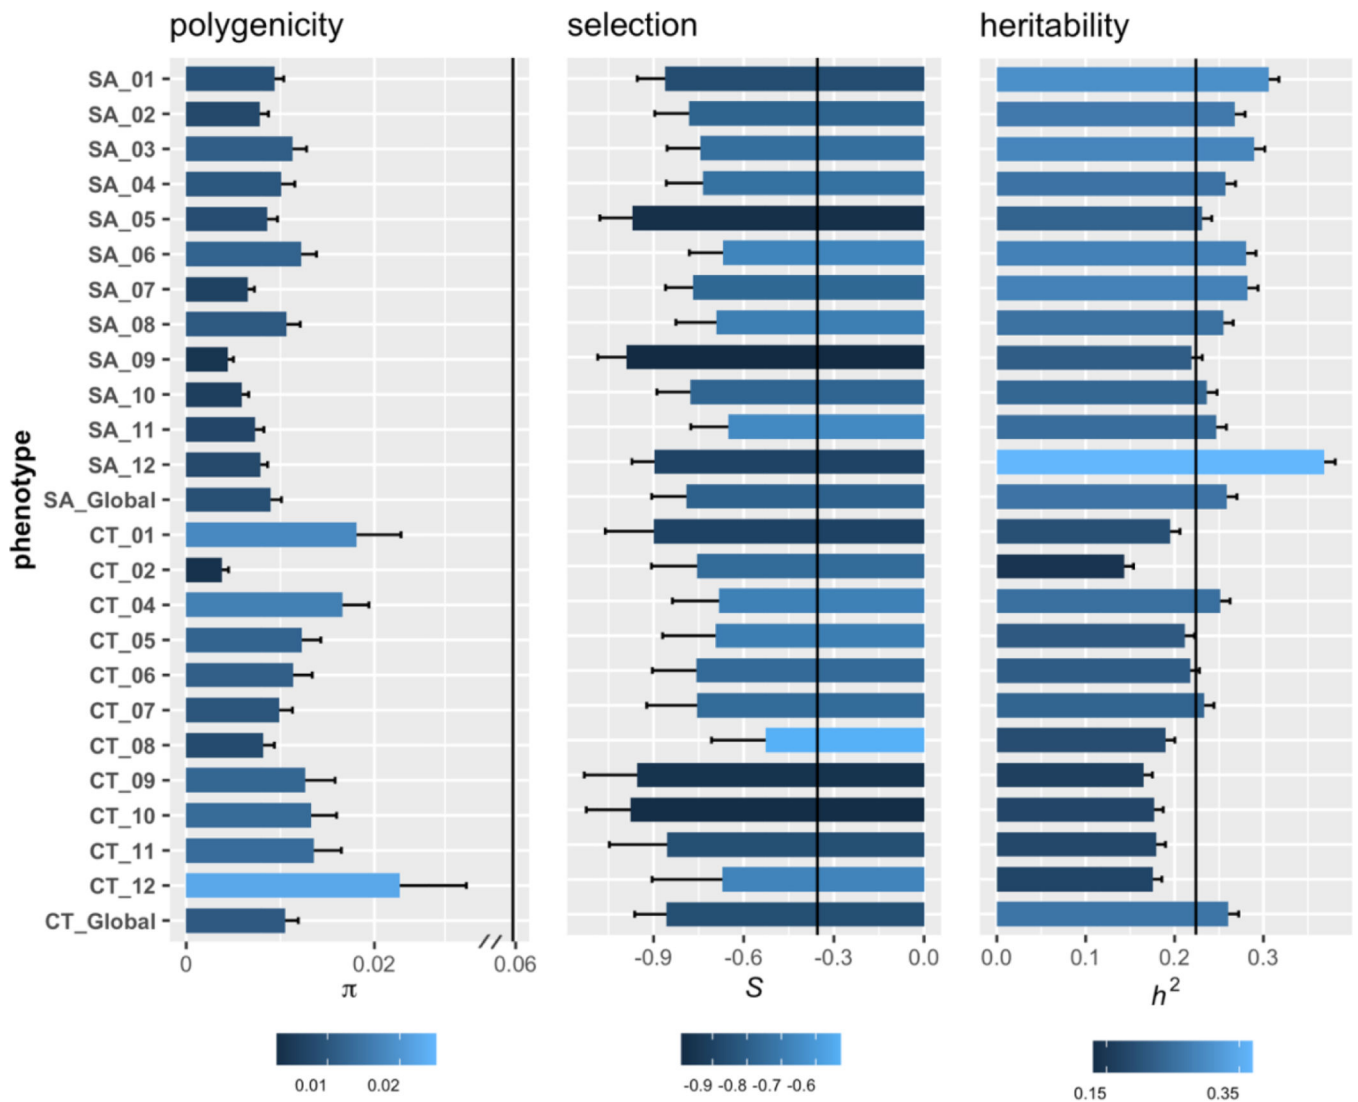 polygenicity selection heritability
phenotype
SA_01
SA_02
SA_03
SA_04
SA_05
SA_06
SA_07
SA_08
SA_09
SA_10
SA_11
SA_12
SA_Global
CT_01
CT_02
CT_04
CT_05
CT_06
CT_07
CT_08
CT_09
CT_10
CT_11
CT_12
CT_Global
0 0.02 // 0.06
-0.9 -0.6 -0.3 0.0
0.0 0.1 0.2 0.3
π S h²
0.01 0.02
-0.9 -0.8 -0.7 -0.6
0.15 0.35